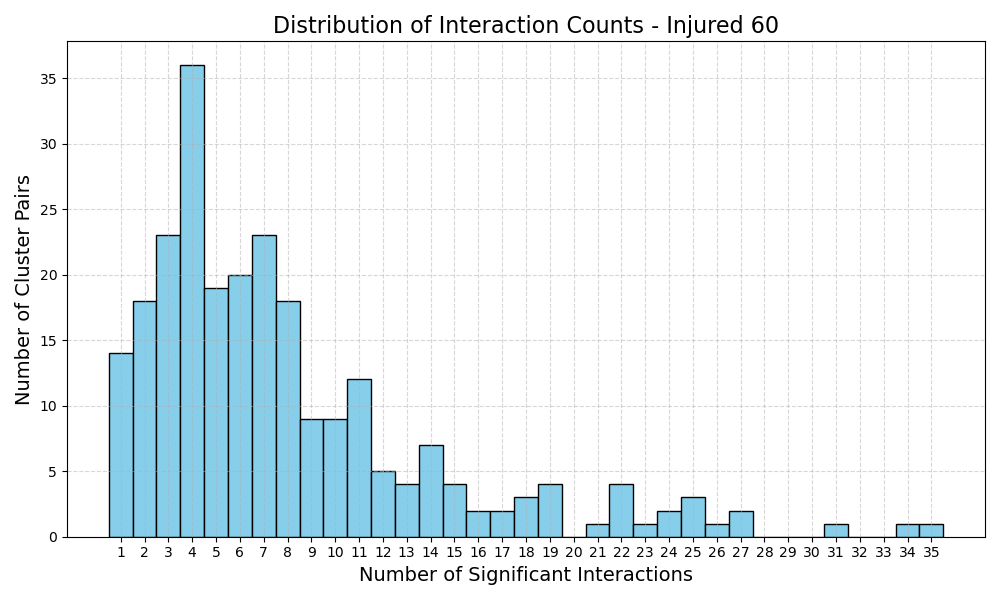 Distribution of Interaction Counts - Injured 60
Number of Cluster Pairs
35
30
25
20
15
10
5
0
1 2 3 4 5 6 7 8 9 10 11 12 13 14 15 16 17 18 19 20 21 22 23 24 25 26 27 28 29 30 31 32 33 34 35
Number of Significant Interactions